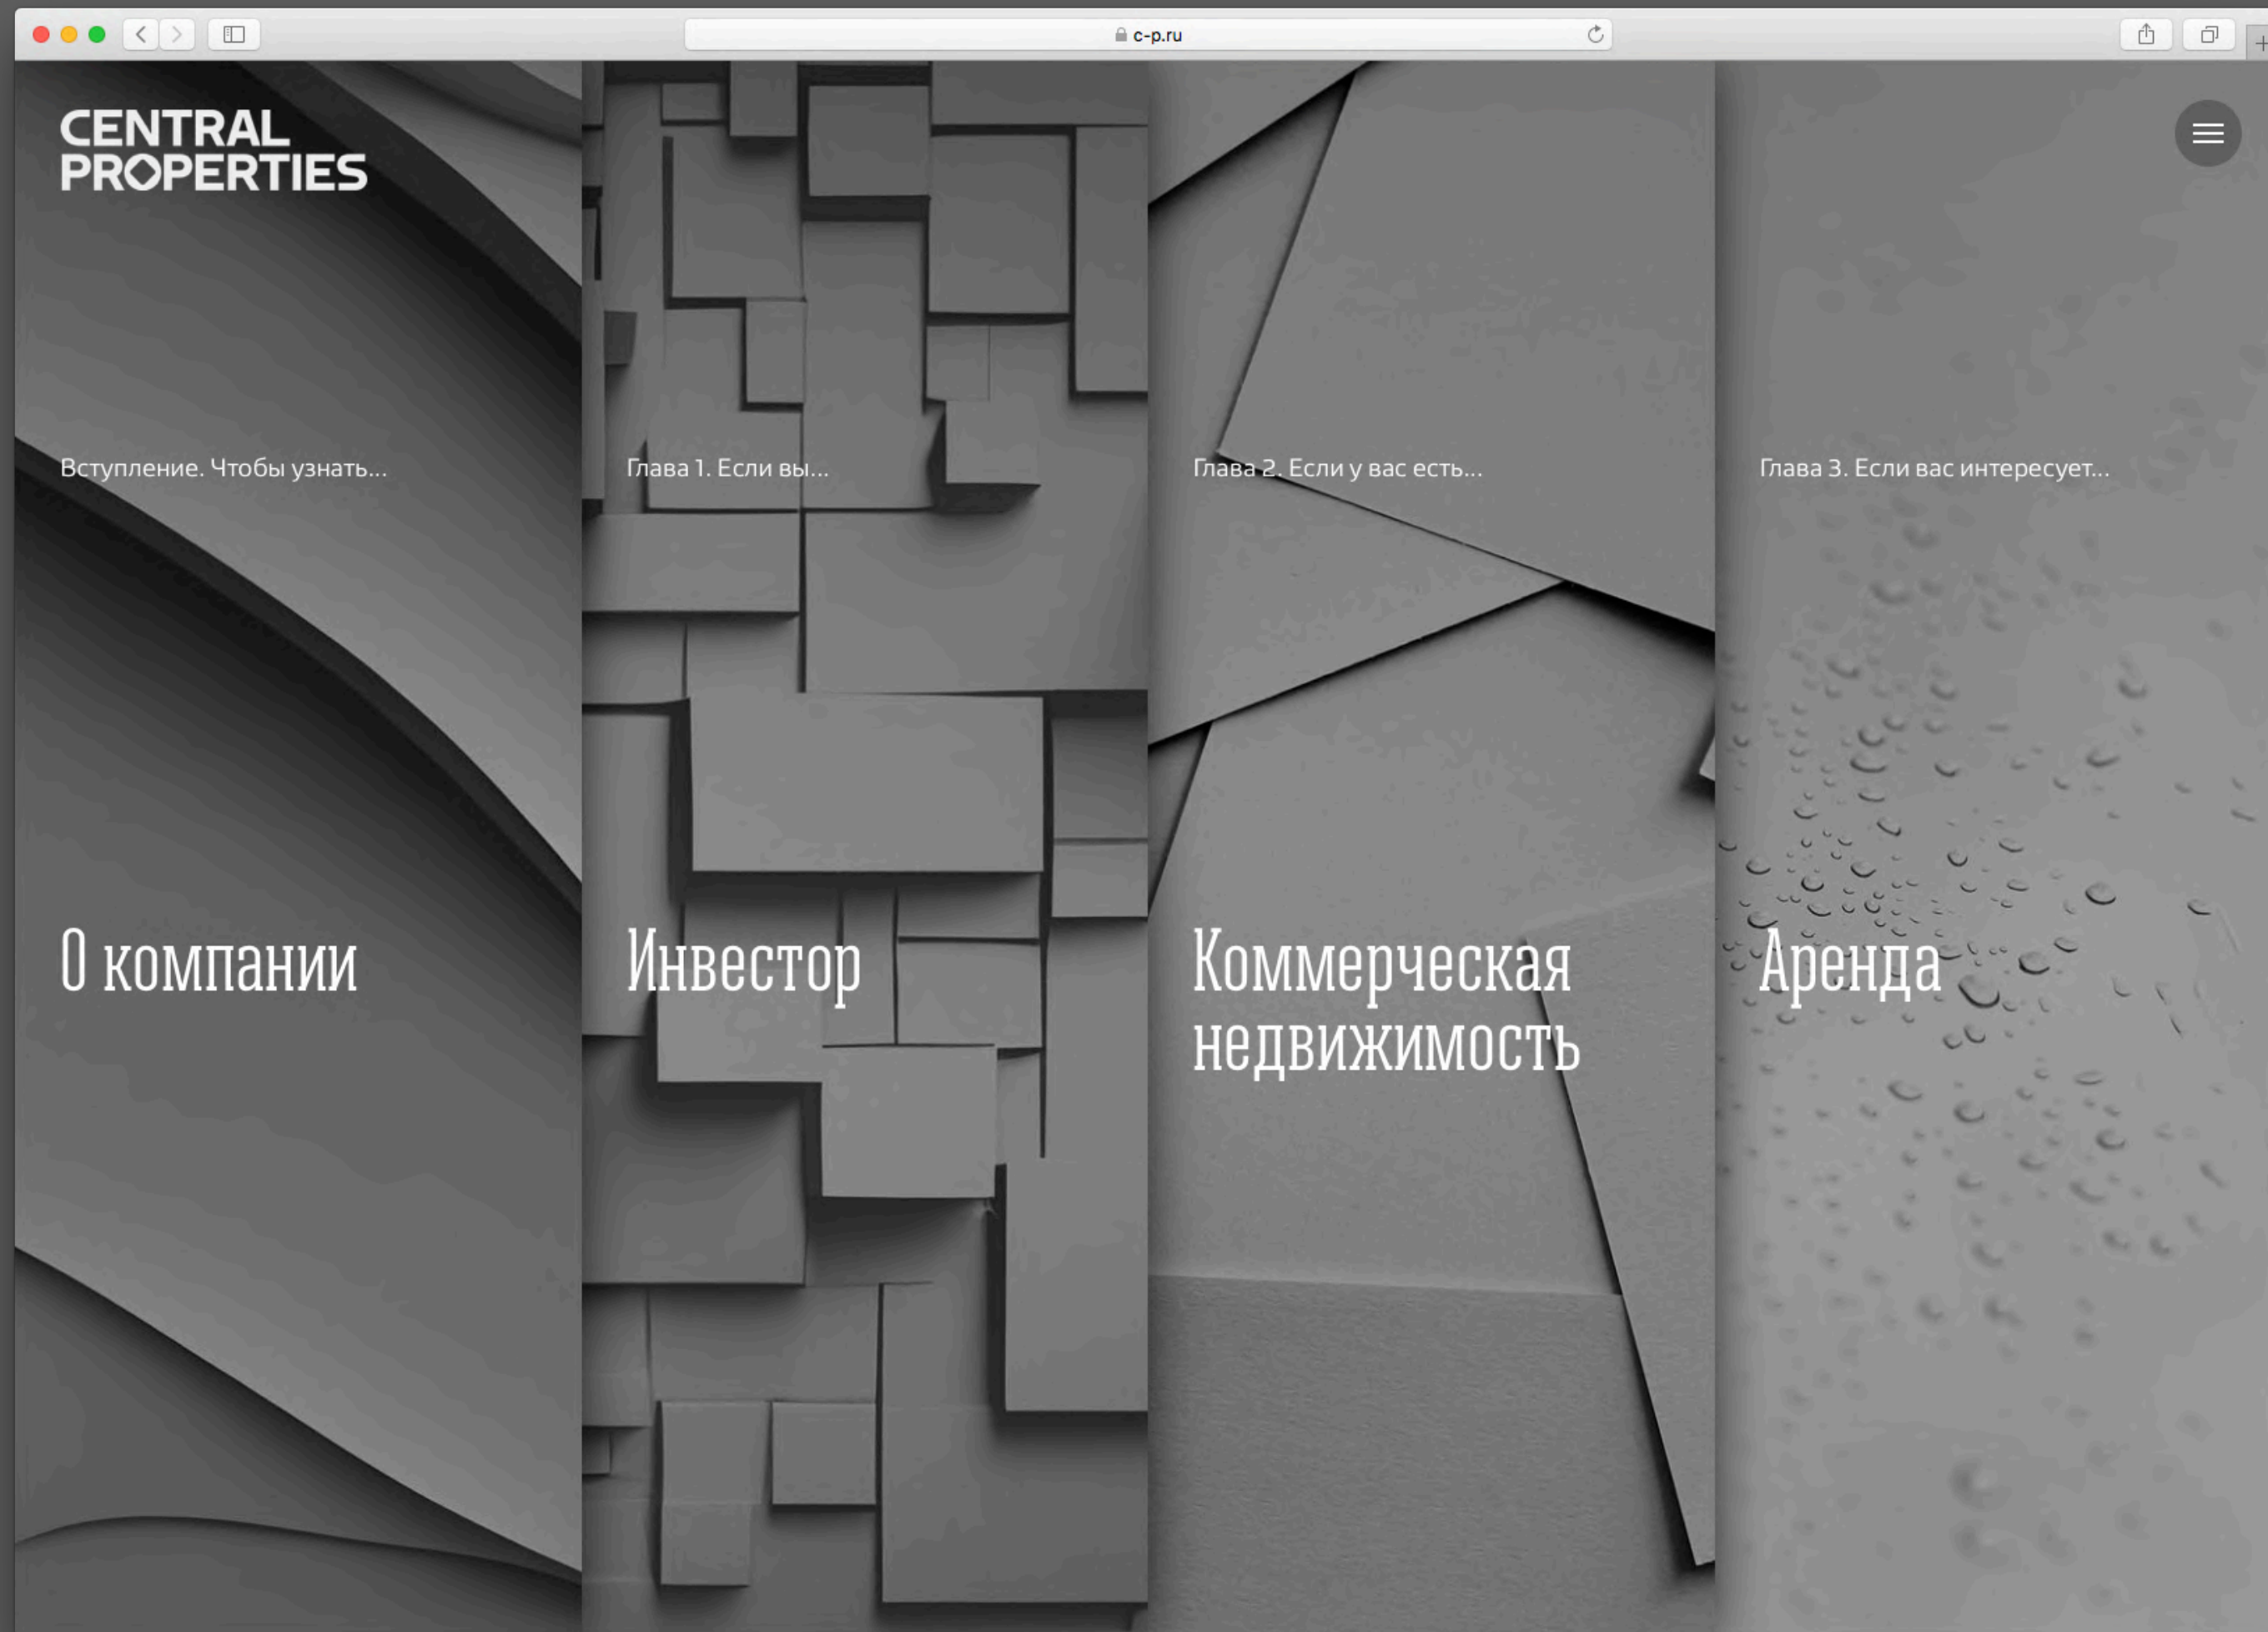 c-p.ru
CENTRAL
PROPERTIES
Вступление. Чтобы узнать...
О компании
Глава 1. Если вы...
Инвестор
Глава 2. Если у вас есть...
Коммерческая
недвижимость
Глава 3. Если вас интересует...
Аренда